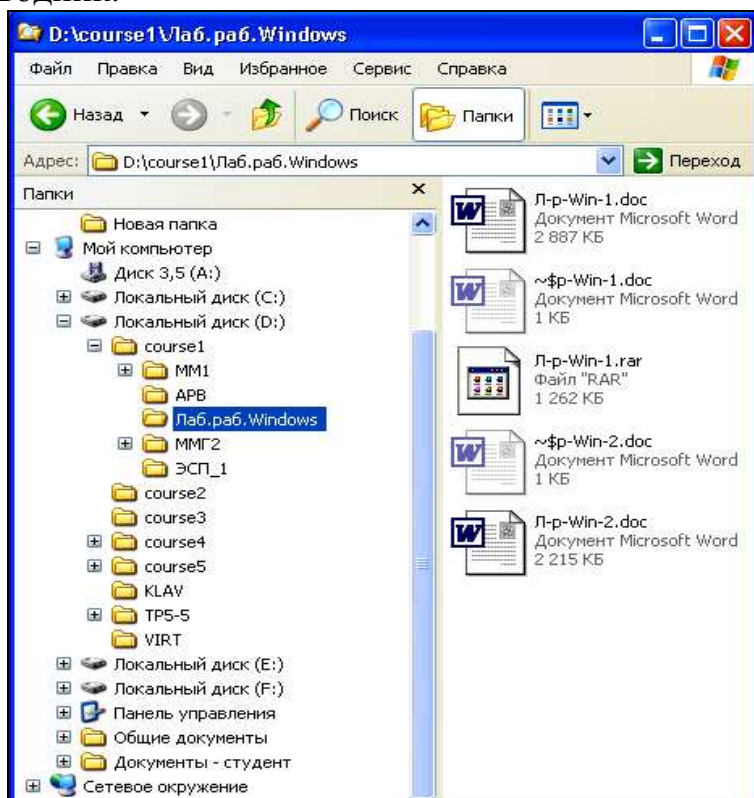 D:\course1\Лаб.раб.Windows
Файл Правка Вид Избранное Сервис Справка
Назад Поиск Папки
Адрес: D:\course1\Лаб.раб.Windows Переход
Папки
Новая папка
Мой компьютер
Диск 3,5 (A:)
Локальный диск (C:)
Локальный диск (D:)
course1
ММ1
АРВ
Лаб.раб.Windows
ММГ2
ЭСП_1
course2
course3
course4
course5
KLAV
TP5-5
VIRT
Локальный диск (E:)
Локальный диск (F:)
Панель управления
Общие документы
Документы - студент
Сетевое окружение
Л-р-Win-1.doc
Документ Microsoft Word
2 887 КБ
~$р-Win-1.doc
Документ Microsoft Word
1 КБ
Л-р-Win-1.rar
Файл "RAR"
1 262 КБ
~$р-Win-2.doc
Документ Microsoft Word
1 КБ
Л-р-Win-2.doc
Документ Microsoft Word
2 215 КБ